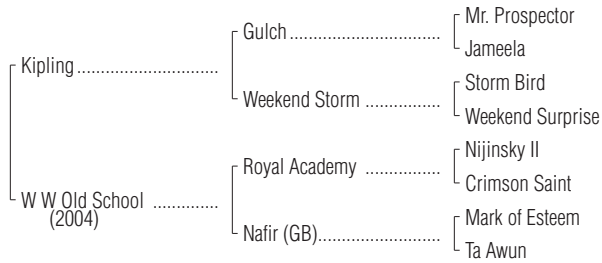 Mr. Prospector
Gulch
Jameela
Kipling
Storm Bird
Weekend Storm
Weekend Surprise
Nijinsky II
Royal Academy
Crimson Saint
W W Old School
(2004)
Mark of Esteem
Nafir (GB)
Ta Awun